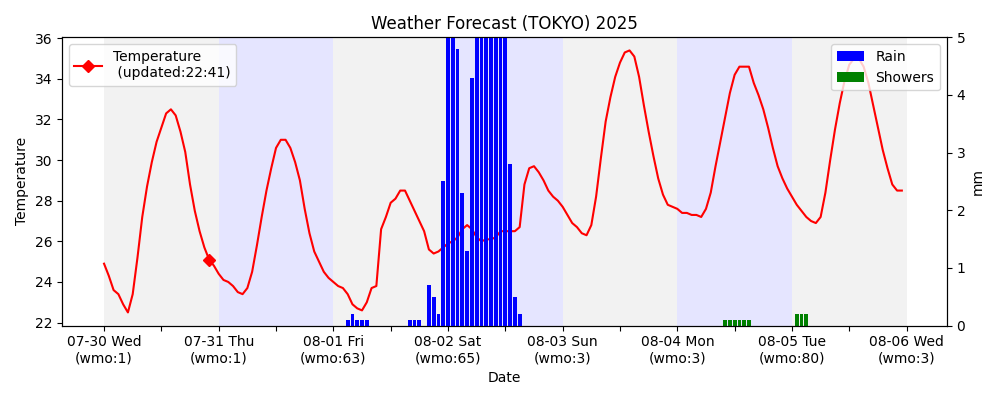 Weather Forecast (TOKYO) 2025
Temperature
(updated:22:41)
Rain
Showers
36
34
32
30
28
26
24
22
Temperature
5
4
3
2
1
0
mm
07-30 Wed
(wmo:1)
07-31 Thu
(wmo:1)
08-01 Fri
(wmo:63)
08-02 Sat
(wmo:65)
08-03 Sun
(wmo:3)
08-04 Mon
(wmo:3)
08-05 Tue
(wmo:80)
08-06 Wed
(wmo:3)
Date